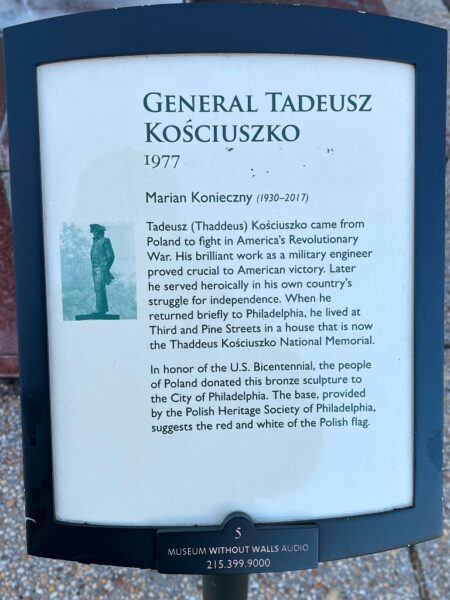 GENERAL TADEUSZ
KOŚCIUSZKO
1977
Marian Konieczny (1930–2017)
Tadeusz (Thaddeus) Kościuszko came from
Poland to fight in America's Revolutionary
War. His brilliant work as a military engineer
proved crucial to American victory. Later
he served heroically in his own country's
struggle for independence. When he
returned briefly to Philadelphia, he lived at
Third and Pine Streets in a house that is now
the Thaddeus Kościuszko National Memorial.
In honor of the U.S. Bicentennial, the people
of Poland donated this bronze sculpture to
the City of Philadelphia. The base, provided
by the Polish Heritage Society of Philadelphia,
suggests the red and white of the Polish flag.
5
MUSEUM WITHOUT WALLS AUDIO
215.399.9000